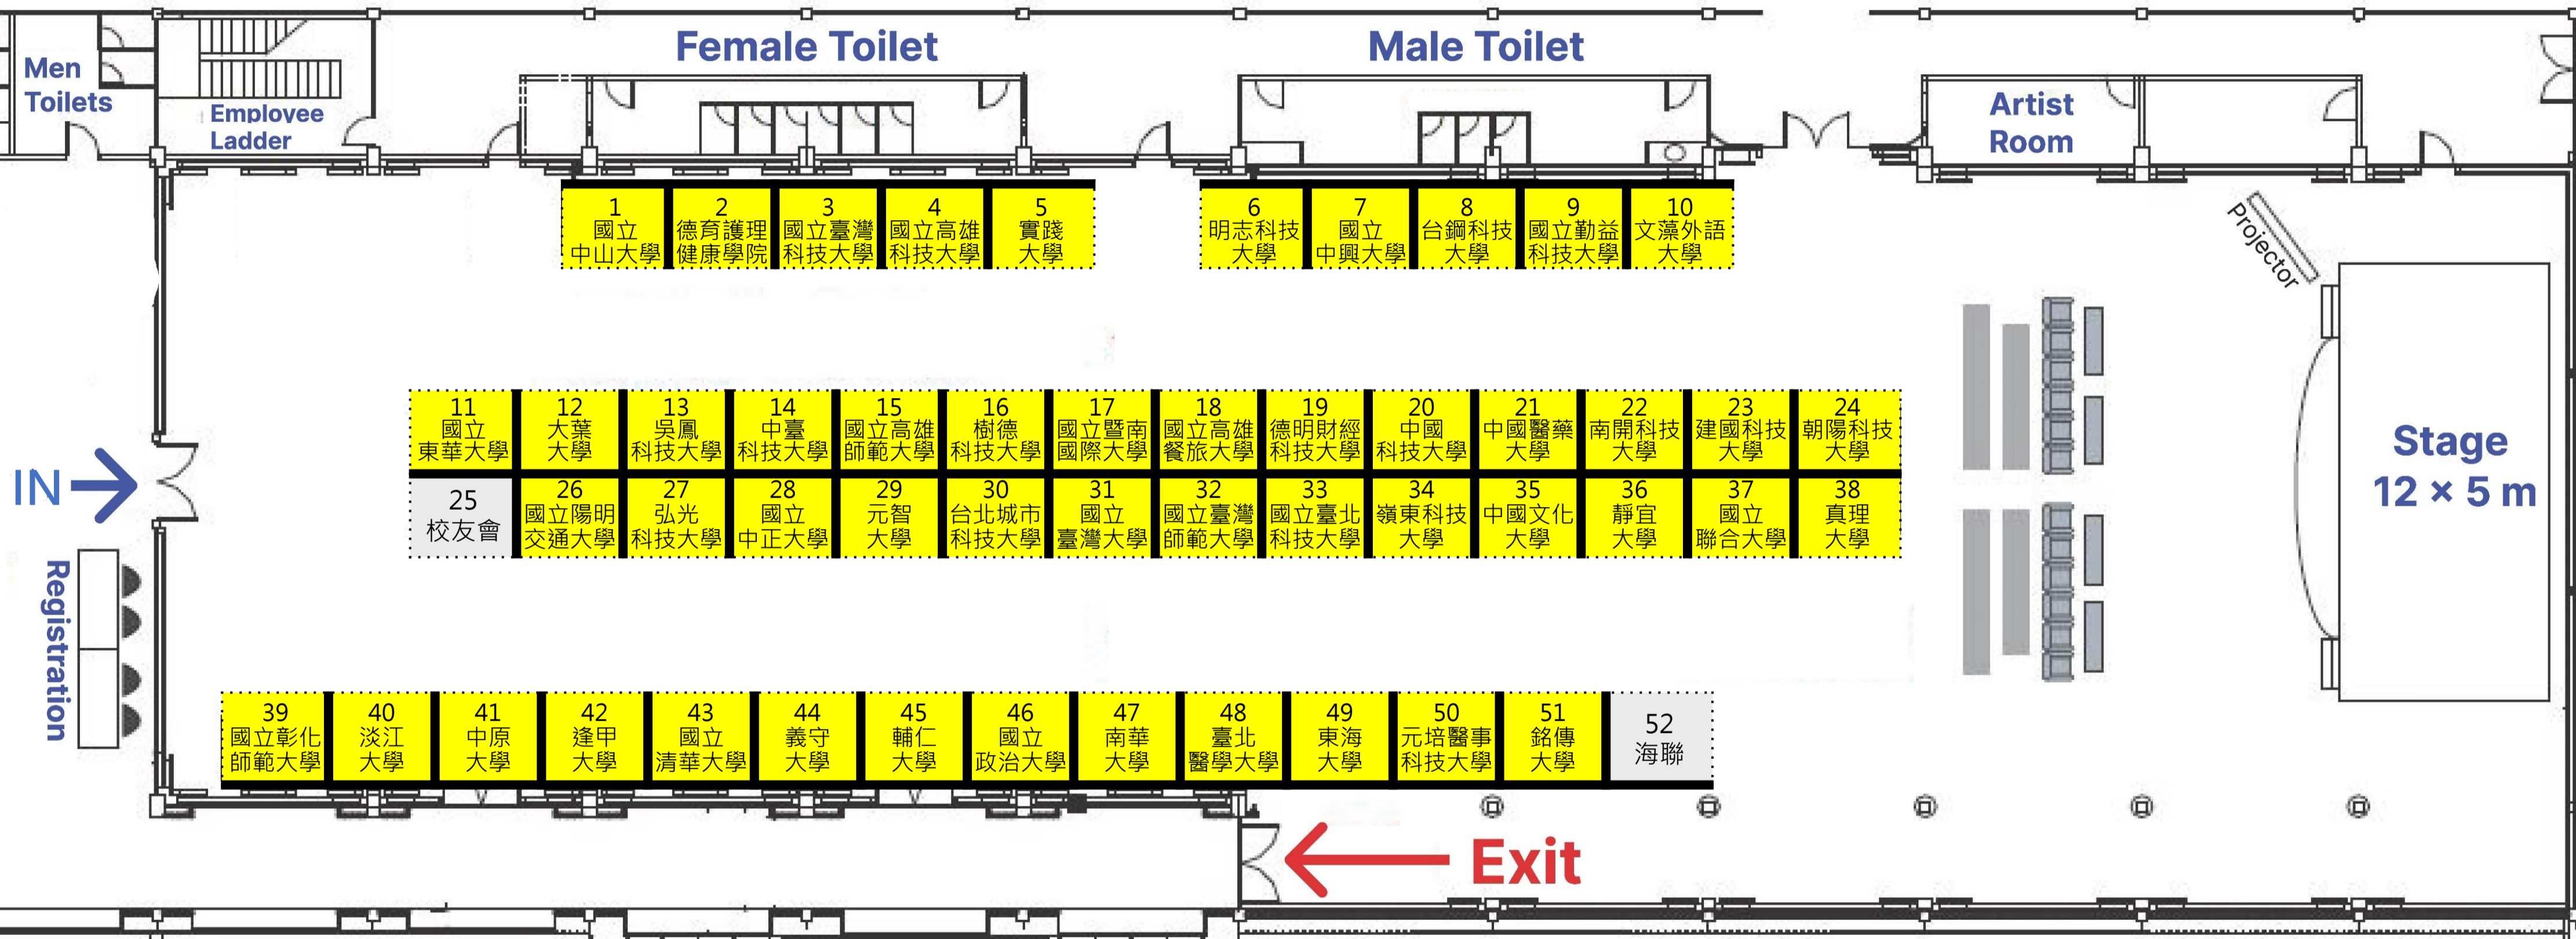 Female Toilet
Male Toilet
Men
Toilets
Employee
Ladder
Artist
Room
1
國立
中山大學
2
德育護理
健康學院
3
國立臺灣
科技大學
4
國立高雄
科技大學
5
實踐
大學
6
明志科技
大學
7
國立
中興大學
8
台鋼科技
大學
9
國立勤益
科技大學
10
文藻外語
大學
Projector
11
國立
東華大學
12
大葉
大學
13
吳鳳
科技大學
14
中臺
科技大學
15
國立高雄
師範大學
16
樹德
科技大學
17
國立暨南
國際大學
18
國立高雄
餐旅大學
19
德明財經
科技大學
20
中國
科技大學
21
中國醫藥
大學
22
南開科技
大學
23
建國科技
大學
24
朝陽科技
大學
IN
25
校友會
26
國立陽明
交通大學
27
弘光
科技大學
28
國立
中正大學
29
元智
大學
30
台北城市
科技大學
31
國立
臺灣大學
32
國立臺灣
師範大學
33
國立臺北
科技大學
34
嶺東科技
大學
35
中國文化
大學
36
靜宜
大學
37
國立
聯合大學
38
真理
大學
Stage
12 × 5 m
Registration
39
國立彰化
師範大學
40
淡江
大學
41
中原
大學
42
逢甲
大學
43
國立
清華大學
44
義守
大學
45
輔仁
大學
46
國立
政治大學
47
南華
大學
48
臺北
醫學大學
49
東海
大學
50
元培醫事
科技大學
51
銘傳
大學
52
海聯
Exit